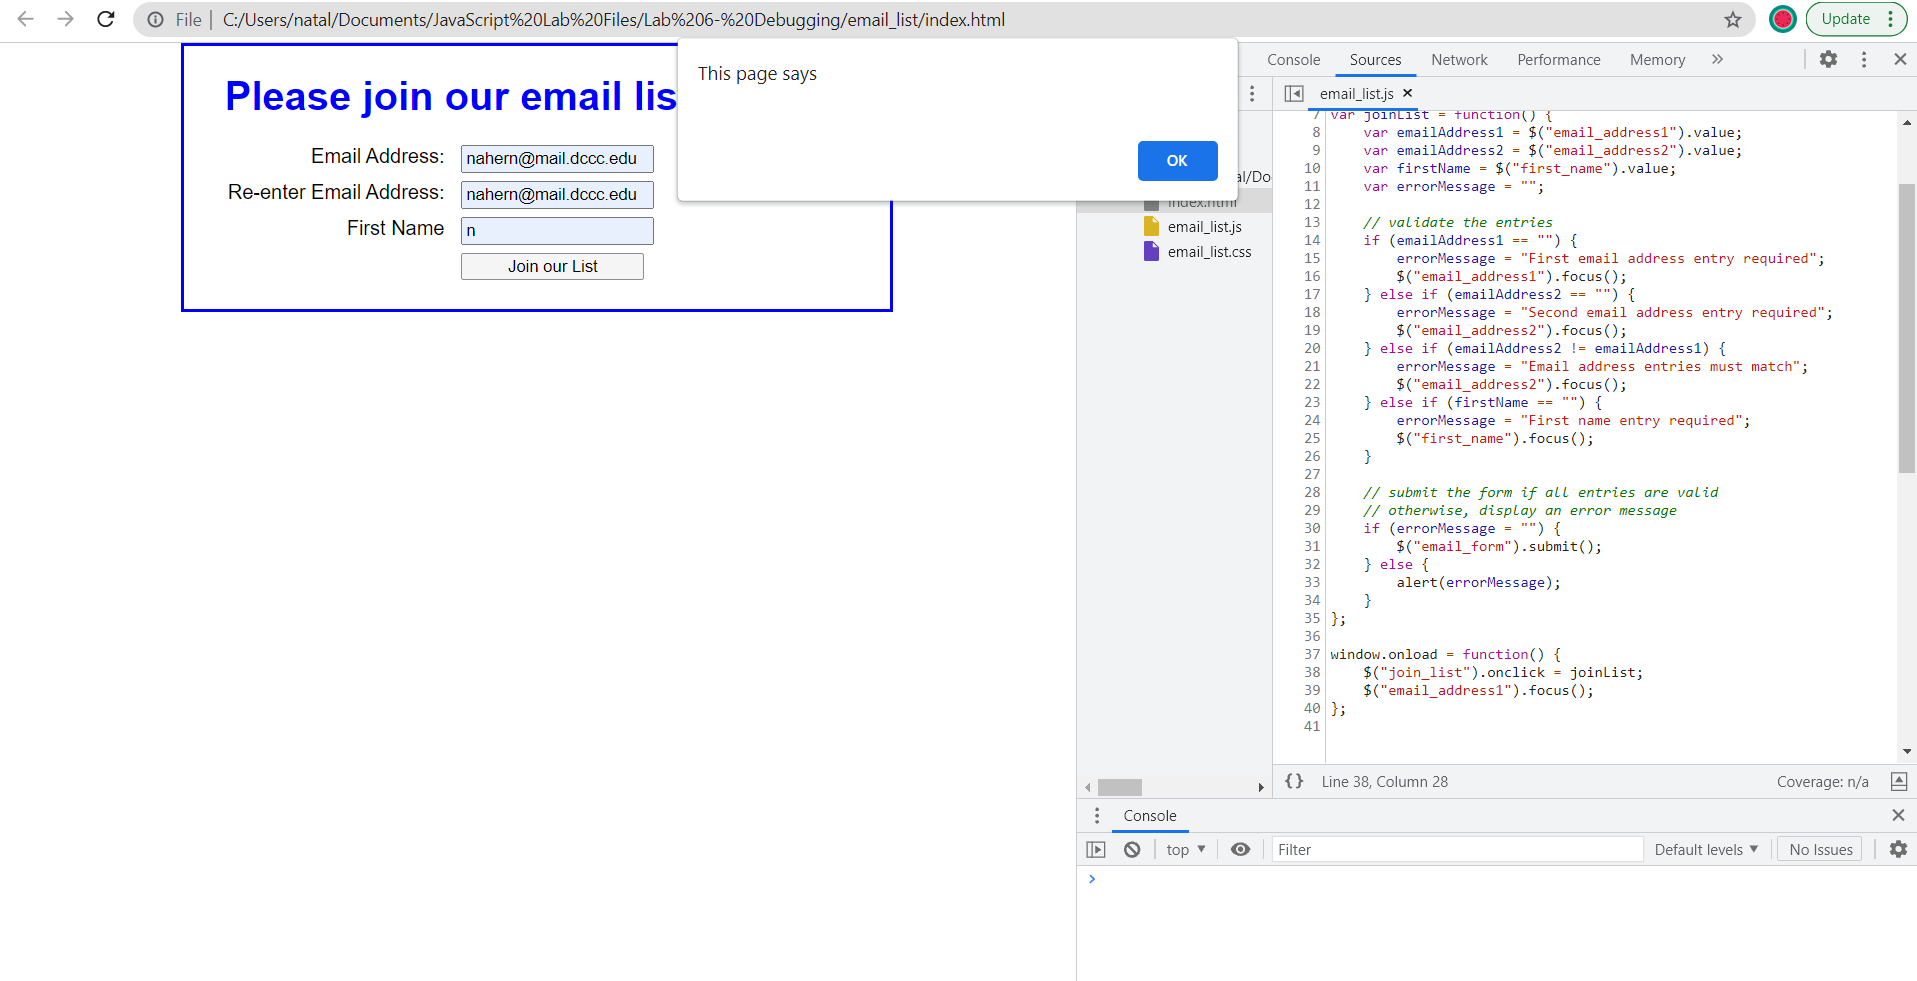 File | C:/Users/natal/Documents/JavaScript%20Lab%20Files/Lab%206-%20Debugging/email_list/index.html
Update
Please join our email lis
Email Address: nahern@mail.dccc.edu
Re-enter Email Address: nahern@mail.dccc.edu
First Name n
Join our List
This page says
OK
Console Sources Network Performance Memory »
al/Do
index.html
email_list.js
email_list.css
email_list.js ×
7 var joinList = function() {
8 var emailAddress1 = $("email_address1").value;
9 var emailAddress2 = $("email_address2").value;
10 var firstName = $("first_name").value;
11 var errorMessage = "";
12
13 // validate the entries
14 if (emailAddress1 == "") {
15 errorMessage = "First email address entry required";
16 $("email_address1").focus();
17 } else if (emailAddress2 == "") {
18 errorMessage = "Second email address entry required";
19 $("email_address2").focus();
20 } else if (emailAddress2 != emailAddress1) {
21 errorMessage = "Email address entries must match";
22 $("email_address2").focus();
23 } else if (firstName == "") {
24 errorMessage = "First name entry required";
25 $("first_name").focus();
26 }
27
28 // submit the form if all entries are valid
29 // otherwise, display an error message
30 if (errorMessage = "") {
31 $("email_form").submit();
32 } else {
33 alert(errorMessage);
34 }
35 };
36
37 window.onload = function() {
38 $("join_list").onclick = joinList;
39 $("email_address1").focus();
40 };
41
{} Line 38, Column 28 Coverage: n/a
Console
top ▼ Filter Default levels ▼ No Issues
>